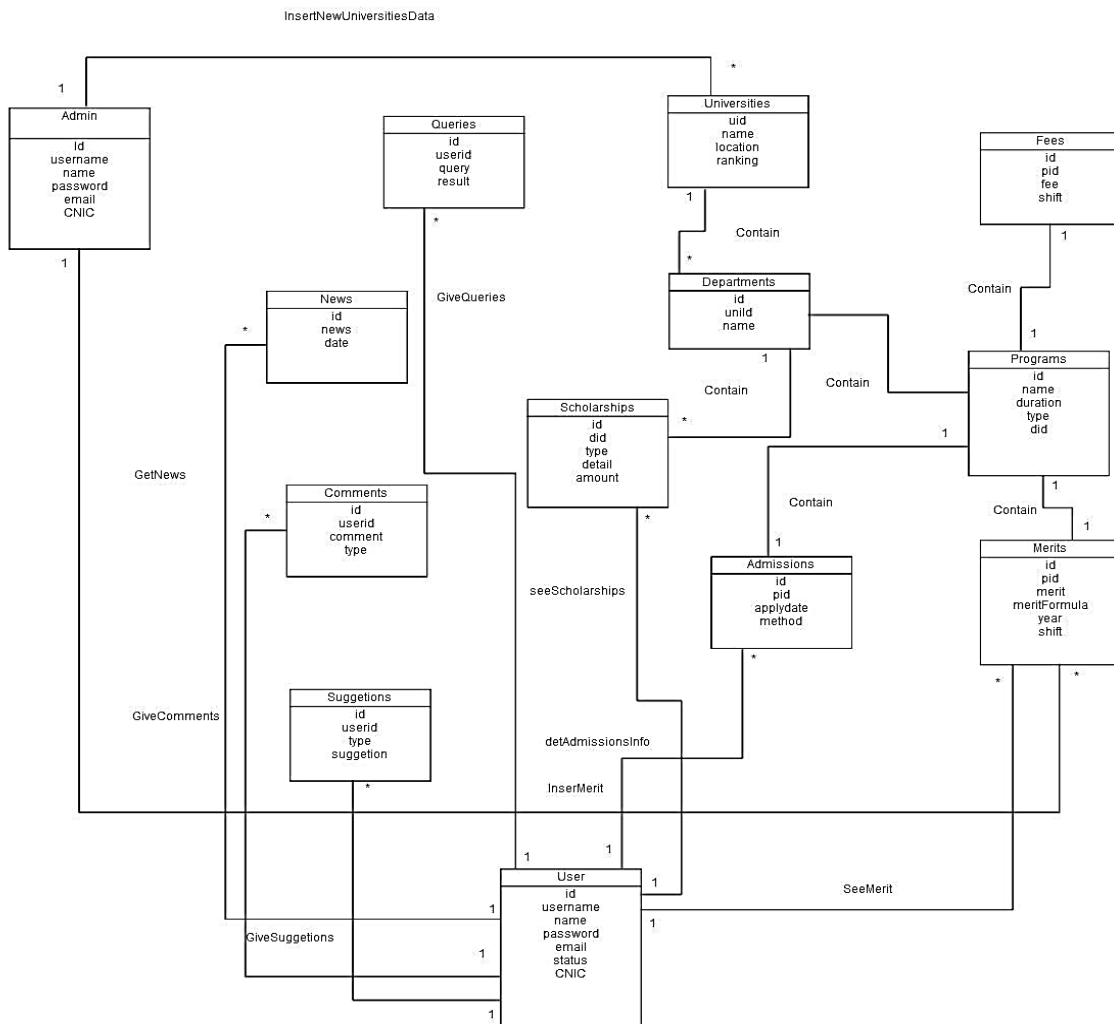 InsertNewUniversitiesData
1
*
Admin
Id
username
name
password
email
CNIC
1
Queries
id
userid
query
result
*
Universities
uid
name
location
ranking
1
Contain
*
Fees
id
pid
fee
shift
1
Contain
1
GiveQueries
Departments
id
uniId
name
1
Contain
Contain
News
id
news
date
*
GetNews
Programs
id
name
duration
type
did
1
1
Scholarships
id
did
type
detail
amount
*
*
seeScholarships
Comments
id
userid
comment
type
*
Contain
1
Contain
1
Admissions
id
pid
applydate
method
*
Merits
id
pid
merit
meritFormula
year
shift
*
*
GiveComments
Suggetions
id
userid
type
suggetion
*
detAdmissionsInfo
InserMerit
1
1
1
SeeMerit
1
User
id
username
name
password
email
status
CNIC
1
GiveSuggetions
1
1